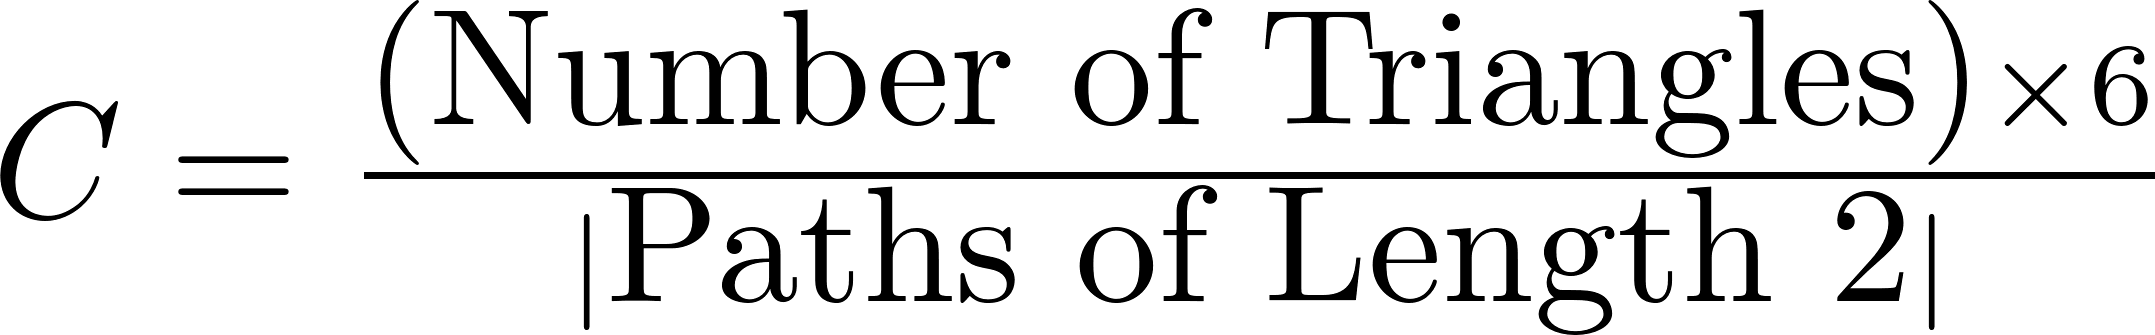 C = (Number of Triangles) × 6
|Paths of Length 2|